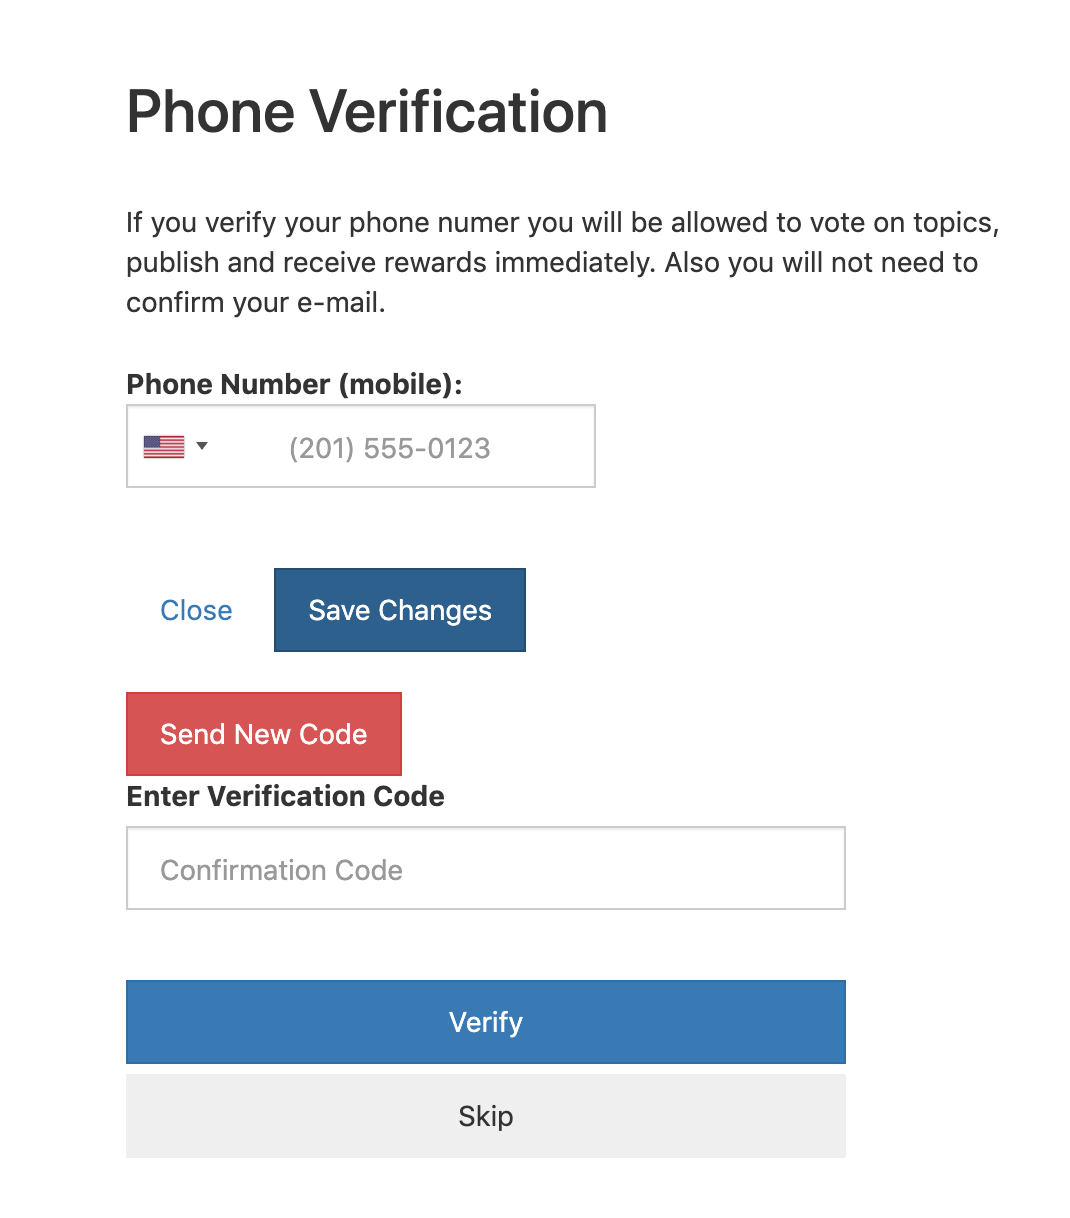 Phone Verification
If you verify your phone numer you will be allowed to vote on topics,
publish and receive rewards immediately. Also you will not need to
confirm your e-mail.
Phone Number (mobile):
(201) 555-0123
Close
Save Changes
Send New Code
Enter Verification Code
Confirmation Code
Verify
Skip